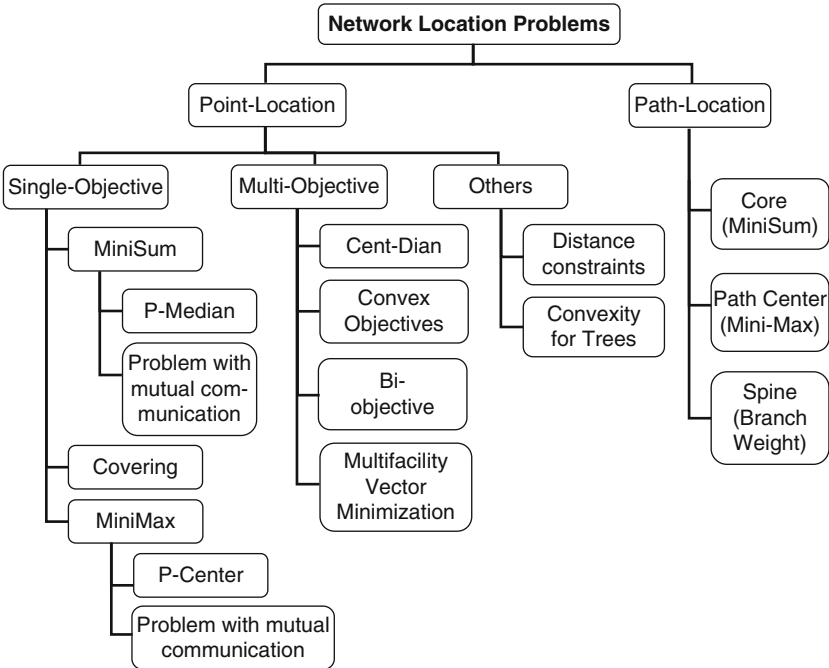 Network Location Problems
Point-Location
Path-Location
Single-Objective
Multi-Objective
Others
MiniSum
P-Median
Problem with
mutual com-
munication
Covering
MiniMax
P-Center
Problem with mutual
communication
Cent-Dian
Convex
Objectives
Bi-
objective
Multifacility
Vector
Minimization
Distance
constraints
Convexity
for Trees
Core
(MiniSum)
Path Center
(Mini-Max)
Spine
(Branch
Weight)